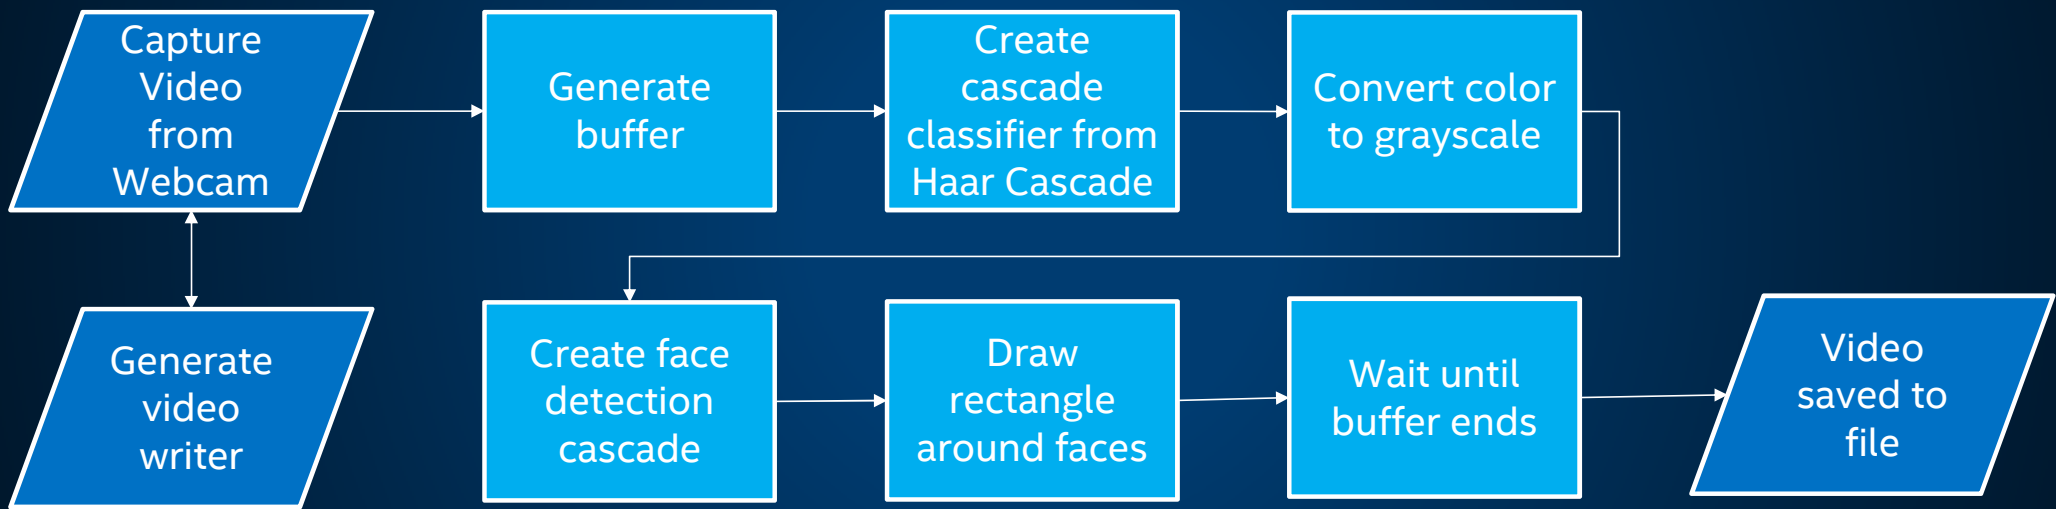 Capture
Video
from
Webcam
Generate
buffer
Create
cascade
classifier from
Haar Cascade
Convert color
to grayscale
Generate
video
writer
Create face
detection
cascade
Draw
rectangle
around faces
Wait until
buffer ends
Video
saved to
file